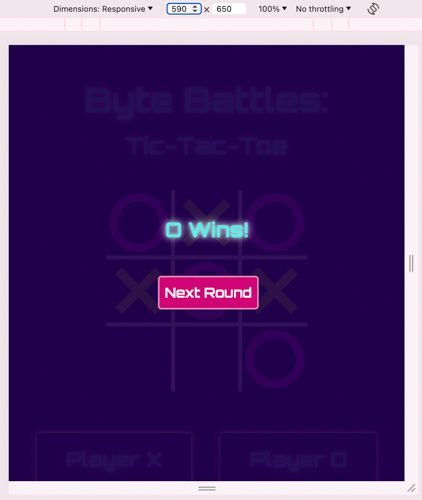 Dimensions: Responsive ▼ 590 × 650 100% ▼ No throttling ▼
Byte Battles:
Tic-Tac-Toe
O X O
O Wins!
X O X
Next Round
O
Player X Player O